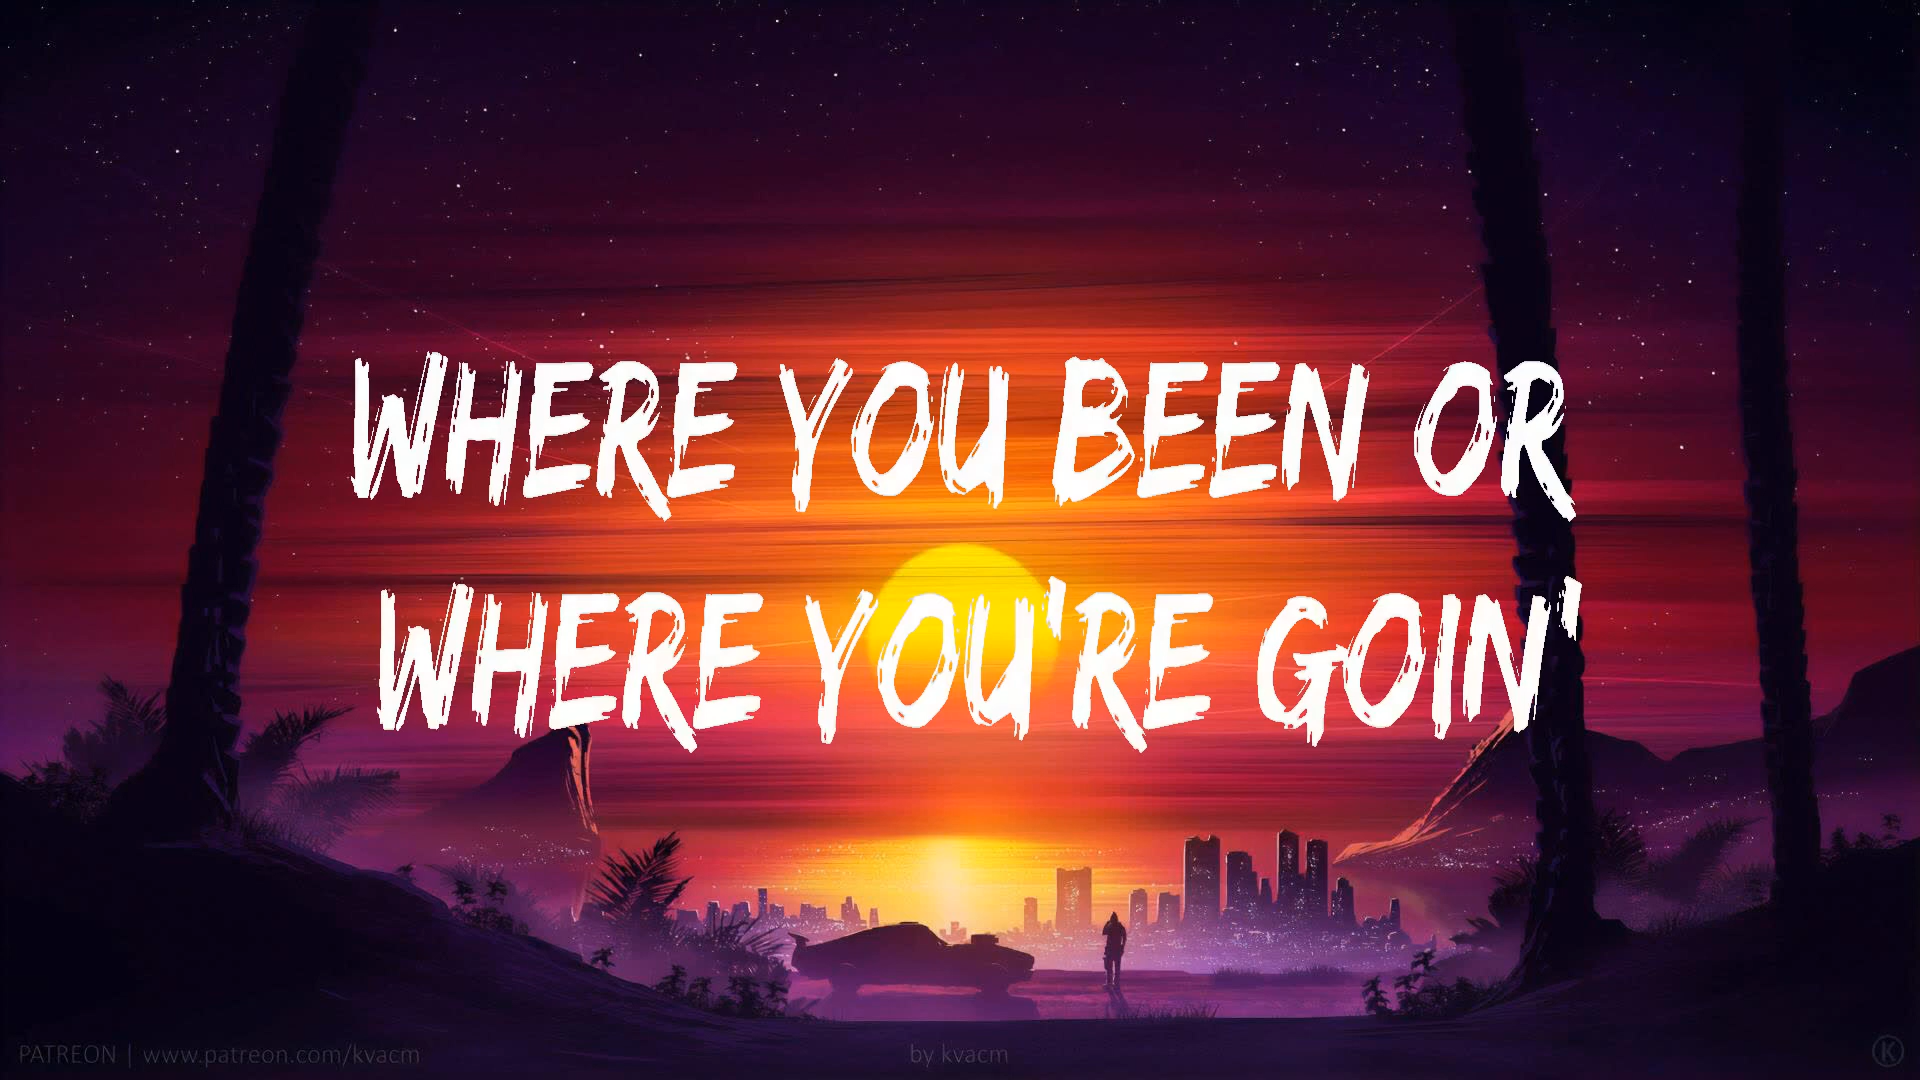 WHERE YOU BEEN OR
WHERE YOU'RE GOIN'
PATREON | www.patreon.com/kvacm
by kvacm
K